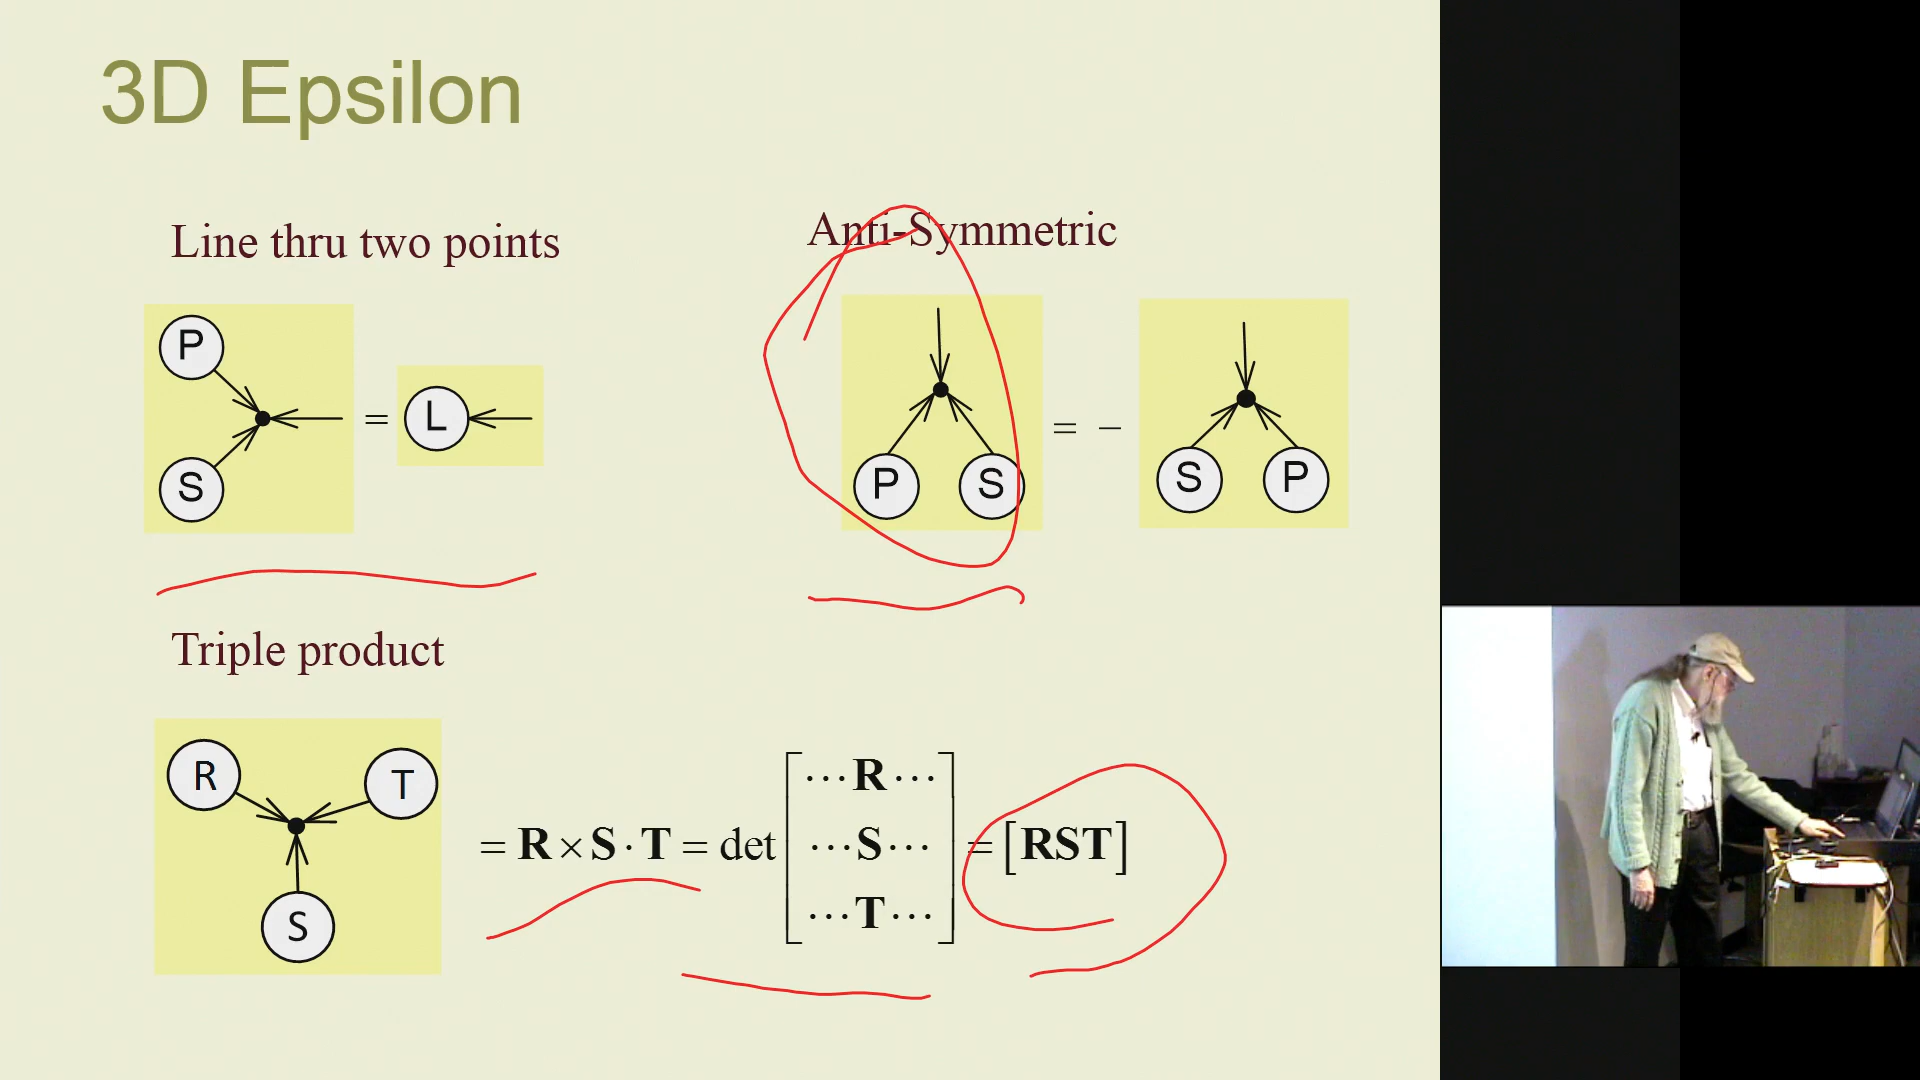 3D Epsilon
Line thru two points
P
S
= L
Anti-Symmetric
P S = − S P
Triple product
R T
S
= R × S · T = det [ ···R··· ···S··· ···T··· ] = [RST]